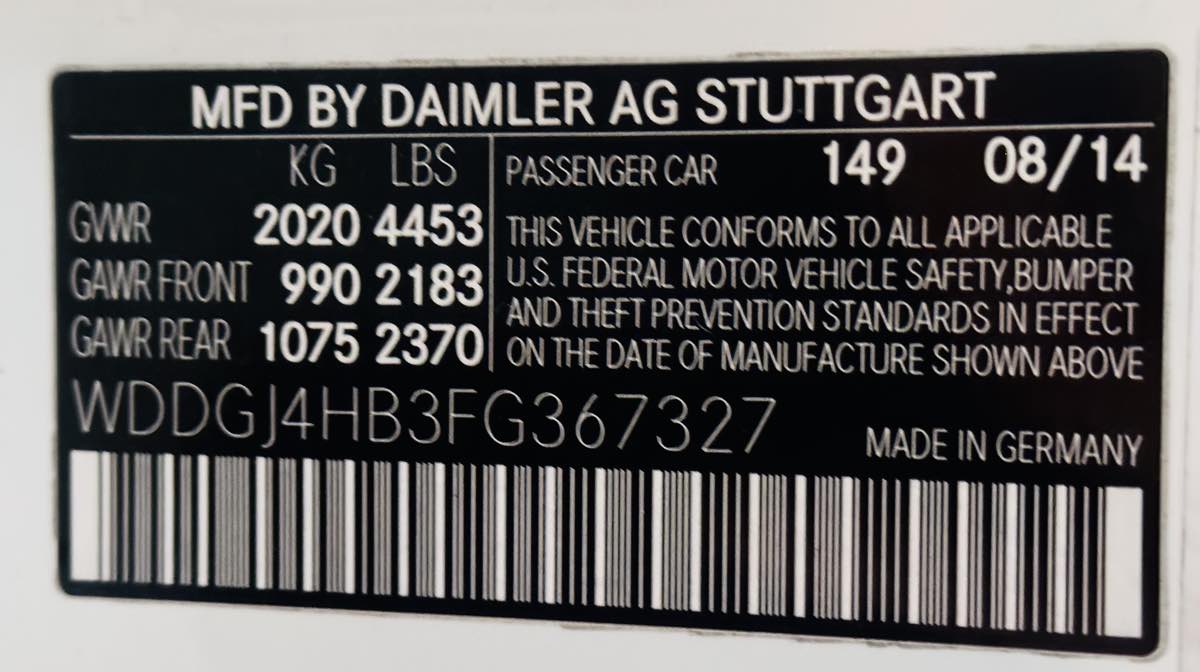 MFD BY DAIMLER AG STUTTGART
KG LBS
GVWR 2020 4453
GAWR FRONT 990 2183
GAWR REAR 1075 2370
PASSENGER CAR 149 08/14
THIS VEHICLE CONFORMS TO ALL APPLICABLE
U.S. FEDERAL MOTOR VEHICLE SAFETY,BUMPER
AND THEFT PREVENTION STANDARDS IN EFFECT
ON THE DATE OF MANUFACTURE SHOWN ABOVE
WDDGJ4HB3FG367327
MADE IN GERMANY